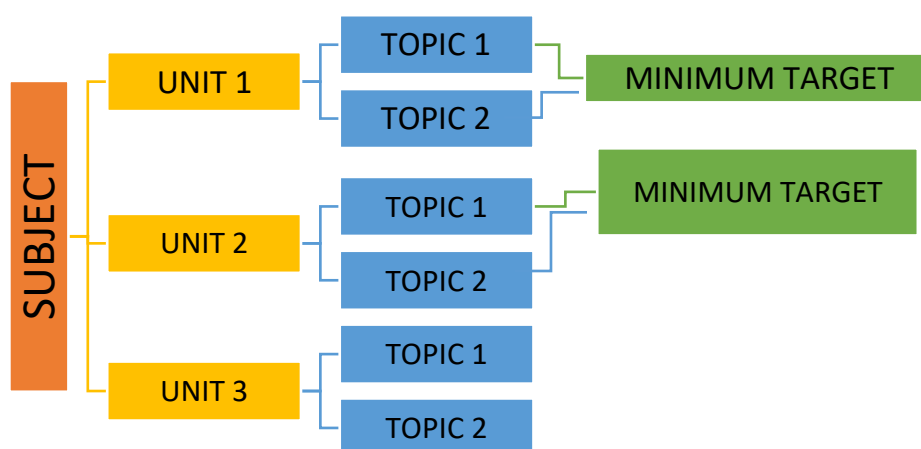 SUBJECT
UNIT 1
TOPIC 1
TOPIC 2
MINIMUM TARGET
UNIT 2
TOPIC 1
TOPIC 2
MINIMUM TARGET
UNIT 3
TOPIC 1
TOPIC 2